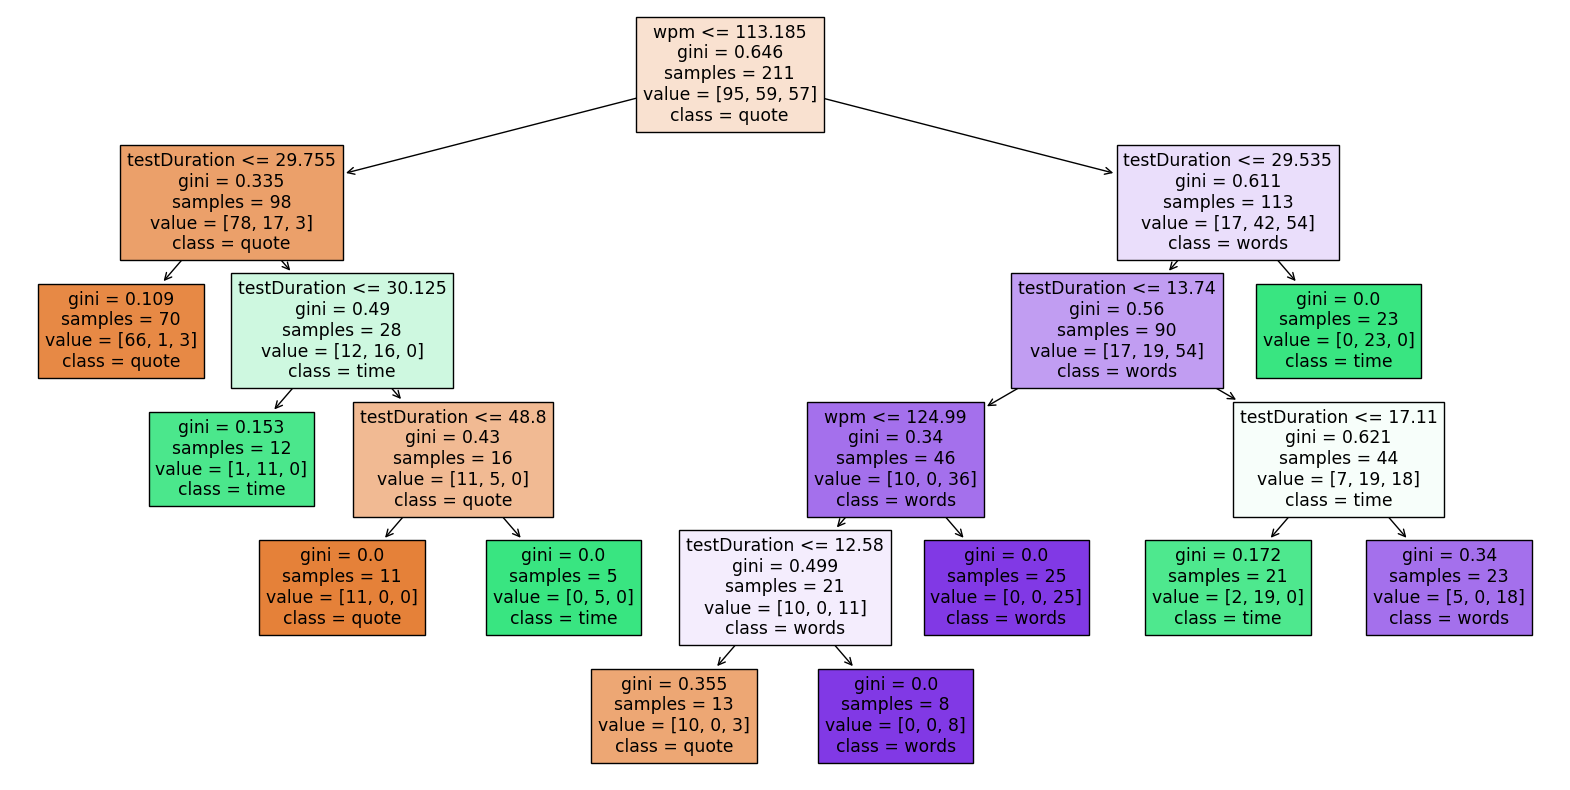 wpm <= 113.185
gini = 0.646
samples = 211
value = [95, 59, 57]
class = quote
testDuration <= 29.755
gini = 0.335
samples = 98
value = [78, 17, 3]
class = quote
testDuration <= 29.535
gini = 0.611
samples = 113
value = [17, 42, 54]
class = words
gini = 0.109
samples = 70
value = [66, 1, 3]
class = quote
testDuration <= 30.125
gini = 0.49
samples = 28
value = [12, 16, 0]
class = time
testDuration <= 13.74
gini = 0.56
samples = 90
value = [17, 19, 54]
class = words
gini = 0.0
samples = 23
value = [0, 23, 0]
class = time
gini = 0.153
samples = 12
value = [1, 11, 0]
class = time
testDuration <= 48.8
gini = 0.43
samples = 16
value = [11, 5, 0]
class = quote
wpm <= 124.99
gini = 0.34
samples = 46
value = [10, 0, 36]
class = words
testDuration <= 17.11
gini = 0.621
samples = 44
value = [7, 19, 18]
class = time
gini = 0.0
samples = 11
value = [11, 0, 0]
class = quote
gini = 0.0
samples = 5
value = [0, 5, 0]
class = time
testDuration <= 12.58
gini = 0.499
samples = 21
value = [10, 0, 11]
class = words
gini = 0.0
samples = 25
value = [0, 0, 25]
class = words
gini = 0.172
samples = 21
value = [2, 19, 0]
class = time
gini = 0.34
samples = 23
value = [5, 0, 18]
class = words
gini = 0.355
samples = 13
value = [10, 0, 3]
class = quote
gini = 0.0
samples = 8
value = [0, 0, 8]
class = words